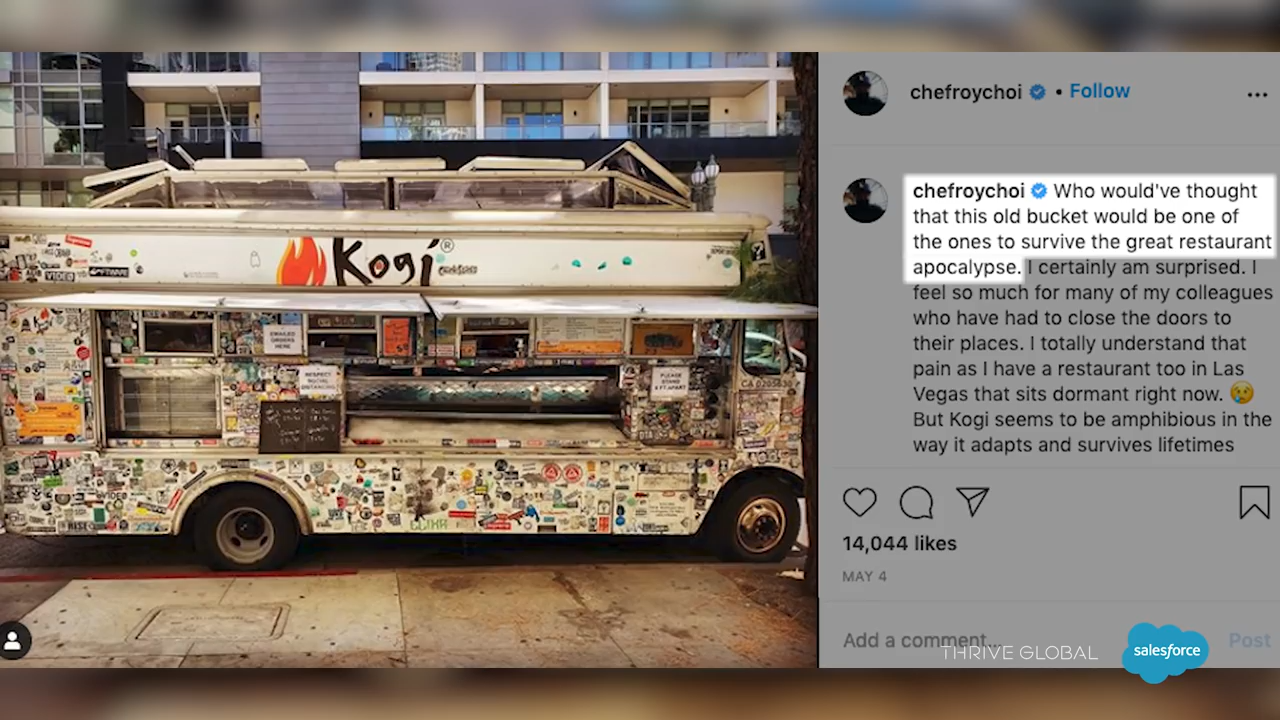 Kogi®
EMAILED
ORDERS
HERE
RESPECT
SOCIAL
DISTANCING
PLEASE
STAND
6 FT APART
chefroychoi • Follow
chefroychoi Who would've thought
that this old bucket would be one of
the ones to survive the great restaurant
apocalypse. I certainly am surprised. I
feel so much for many of my colleagues
who have had to close the doors to
their places. I totally understand that
pain as I have a restaurant too in Las
Vegas that sits dormant right now. 😢
But Kogi seems to be amphibious in the
way it adapts and survives lifetimes
14,044 likes
MAY 4
Add a comment...
Post
THRIVE GLOBAL
salesforce